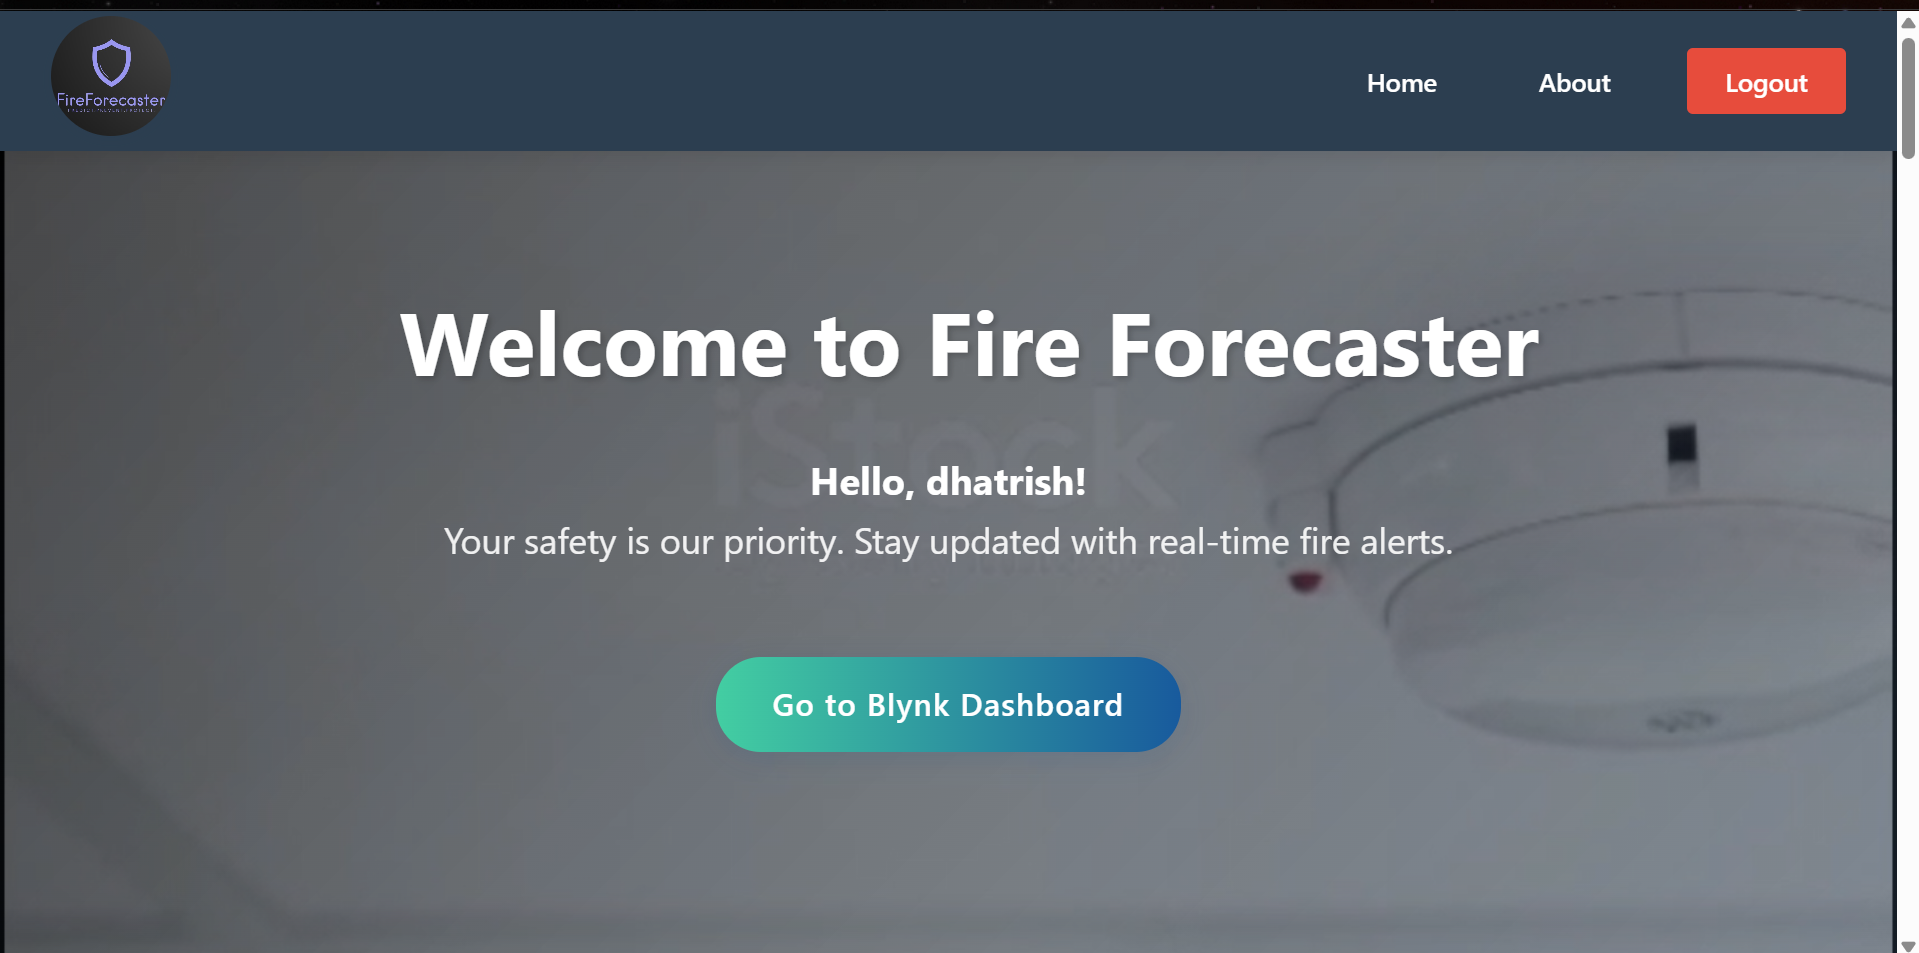 FireForecaster
Home
About
Logout
Welcome to Fire Forecaster
iStock
Hello, dhatrish!
Your safety is our priority. Stay updated with real-time fire alerts.
Go to Blynk Dashboard